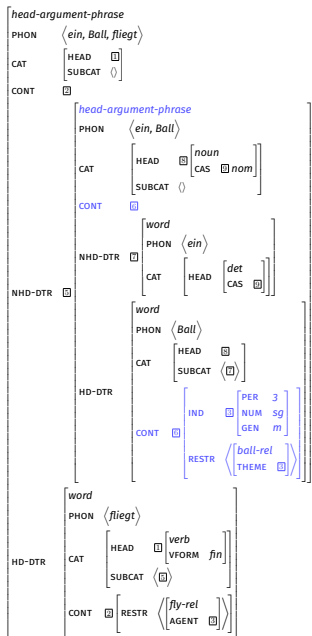 head-argument-phrase
PHON ⟨ein, Ball, fliegt⟩
CAT HEAD 1
SUBCAT ⟨⟩
CONT 2
head-argument-phrase
PHON ⟨ein, Ball⟩
CAT HEAD 8 noun
CAS 9 nom
SUBCAT ⟨⟩
CONT 6
NHD-DTR 5
NHD-DTR 7 word
PHON ⟨ein⟩
CAT HEAD det
CAS 9
HD-DTR word
PHON ⟨Ball⟩
CAT HEAD 8
SUBCAT ⟨7⟩
CONT 6 IND 3 PER 3
NUM sg
GEN m
RESTR ⟨ball-rel
THEME 3⟩
HD-DTR word
PHON ⟨fliegt⟩
CAT HEAD 1 verb
VFORM fin
SUBCAT ⟨5⟩
CONT 2 RESTR ⟨fly-rel
AGENT 3⟩